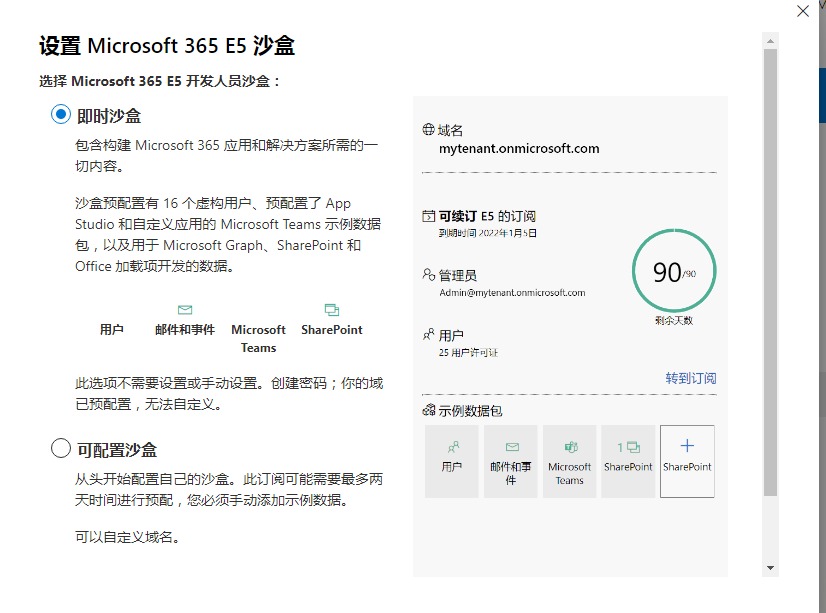 设置 Microsoft 365 E5 沙盒
选择 Microsoft 365 E5 开发人员沙盒：
即时沙盒
包含构建 Microsoft 365 应用和解决方案所需的一
切内容。
沙盒预配置有 16 个虚构用户、预配置了 App
Studio 和自定义应用的 Microsoft Teams 示例数据
包，以及用于 Microsoft Graph、SharePoint 和
Office 加载项开发的数据。
用户
邮件和事件
Microsoft
Teams
SharePoint
此选项不需要设置或手动设置。创建密码；你的域
已预配置，无法自定义。
可配置沙盒
从头开始配置自己的沙盒。此订阅可能需要最多两
天时间进行预配，您必须手动添加示例数据。
可以自定义域名。
域名
mytenant.onmicrosoft.com
可续订 E5 的订阅
到期时间 2022年1月5日
管理员
Admin@mytenant.onmicrosoft.com
用户
25 用户许可证
90/90
剩余天数
转到订阅
示例数据包
用户
邮件和事
件
Microsoft
Teams
1
SharePoint
SharePoint